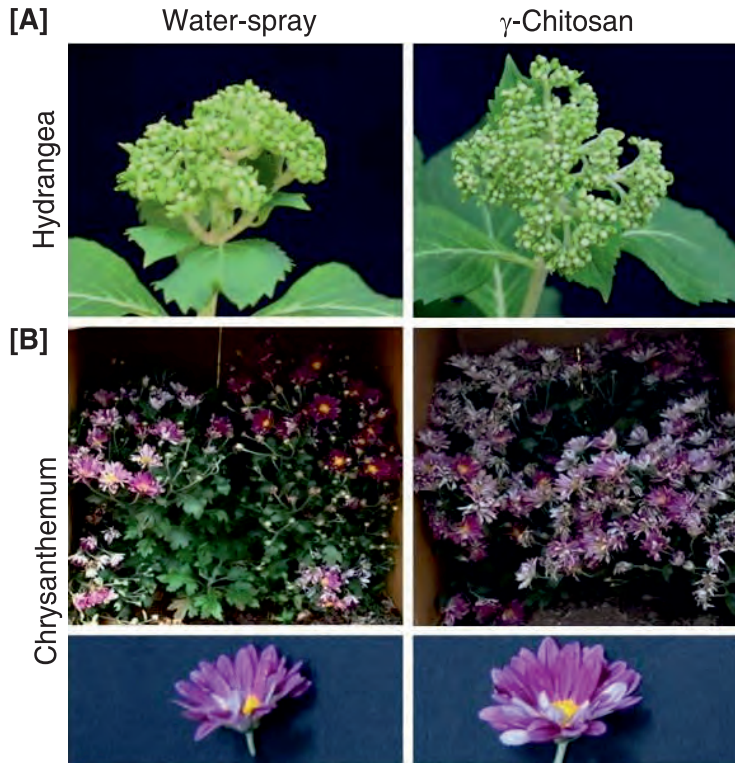 [A]
Water-spray
γ-Chitosan
Hydrangea
[B]
Chrysanthemum